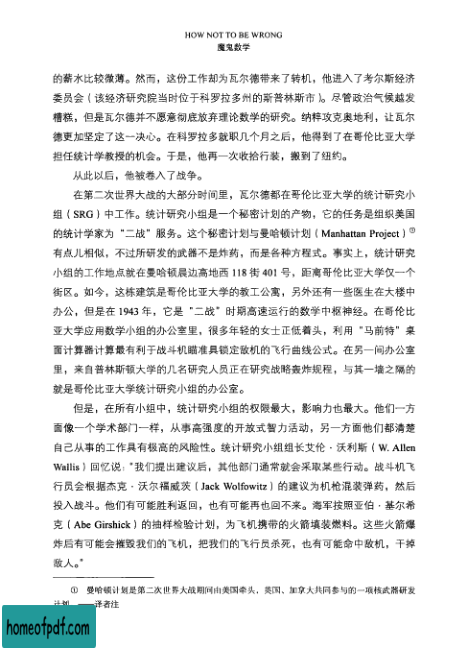 HOW NOT TO BE WRONG
魔鬼数学
的薪水比较微薄。然而，这份工作却为瓦尔德带来了转机，他进入了考尔斯经济
委员会（该经济研究院当时位于科罗拉多州的斯普林斯市）。尽管政治气候越发
糟糕，但是瓦尔德并不愿意彻底放弃理论数学的研究。纳粹攻克奥地利，让瓦尔
德更加坚定了这一决心。在科罗拉多就职几个月之后，他得到了在哥伦比亚大学
担任统计学教授的机会。于是，他再一次收拾行装，搬到了纽约。
从此以后，他被卷入了战争。
在第二次世界大战的大部分时间里，瓦尔德都在哥伦比亚大学的统计研究小
组（SRG）中工作。统计研究小组是一个秘密计划的产物，它的任务是组织美国
的统计学家为“二战”服务。这个秘密计划与曼哈顿计划（Manhattan Project）①
有点儿相似，不过所研发的武器不是炸药，而是各种方程式。事实上，统计研究
小组的工作地点就在曼哈顿晨边高地西 118 街 401 号，距离哥伦比亚大学仅一个
街区。如今，这栋建筑是哥伦比亚大学的教工公寓，另外还有一些医生在大楼中
办公，但是在 1943 年，它是“二战”时期高速运行的数学中枢神经。在哥伦比
亚大学应用数学小组的办公室里，很多年轻的女士正低着头，利用“马前特”桌
面计算器计算最有利于战斗机瞄准具锁定敌机的飞行曲线公式。在另一间办公室
里，来自普林斯顿大学的几名研究人员正在研究战略轰炸规程，与其一墙之隔的
就是哥伦比亚大学统计研究小组的办公室。
但是，在所有小组中，统计研究小组的权限最大，影响力也最大。他们一方
面像一个学术部门一样，从事高强度的开放式智力活动，另一方面他们都清楚
自己从事的工作具有极高的风险性。统计研究小组组长艾伦·沃利斯（W. Allen
Wallis）回忆说：“我们提出建议后，其他部门通常就会采取某些行动。战斗机飞
行员会根据杰克·沃尔福威茨（Jack Wolfowitz）的建议为机枪混装弹药，然后
投入战斗。他们有可能胜利返回，也有可能再也回不来。海军按照亚伯·基尔希
克（Abe Girshick）的抽样检验计划，为飞机携带的火箭填装燃料。这些火箭爆
炸后有可能会摧毁我们的飞机，把我们的飞行员杀死，也有可能命中敌机，干掉
敌人。”
① 曼哈顿计划是第二次世界大战期间由美国牵头、英国、加拿大共同参与的一项核武器研发
计划。——译者注
homeofpdf.com